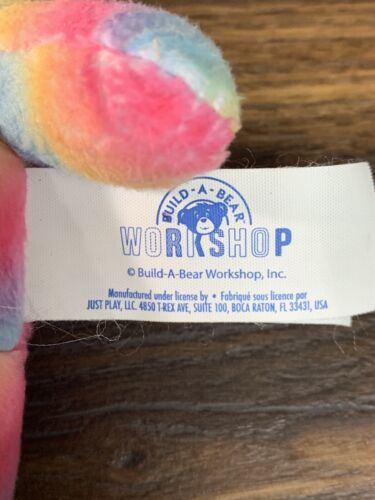 BUILD-A-BEAR
WORKSHOP
© Build-A-Bear Workshop, Inc.
Manufactured under license by • Fabriqué sous licence par
JUST PLAY, LLC. 4850 T-REX AVE, SUITE 100, BOCA RATON, FL 33431, USA